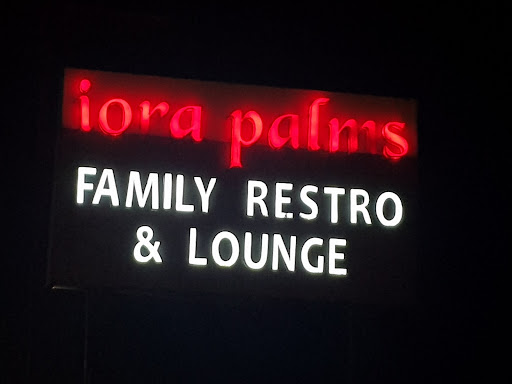 iora palms
FAMILY RESTRO
& LOUNGE